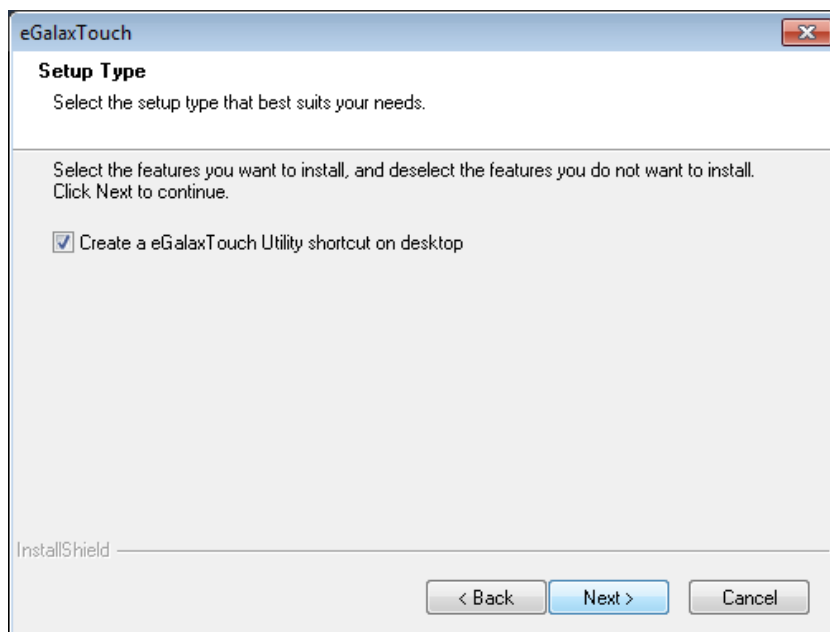 eGalaxTouch
Setup Type
Select the setup type that best suits your needs.
Select the features you want to install, and deselect the features you do not want to install.
Click Next to continue.
Create a eGalaxTouch Utility shortcut on desktop
InstallShield
< Back
Next >
Cancel